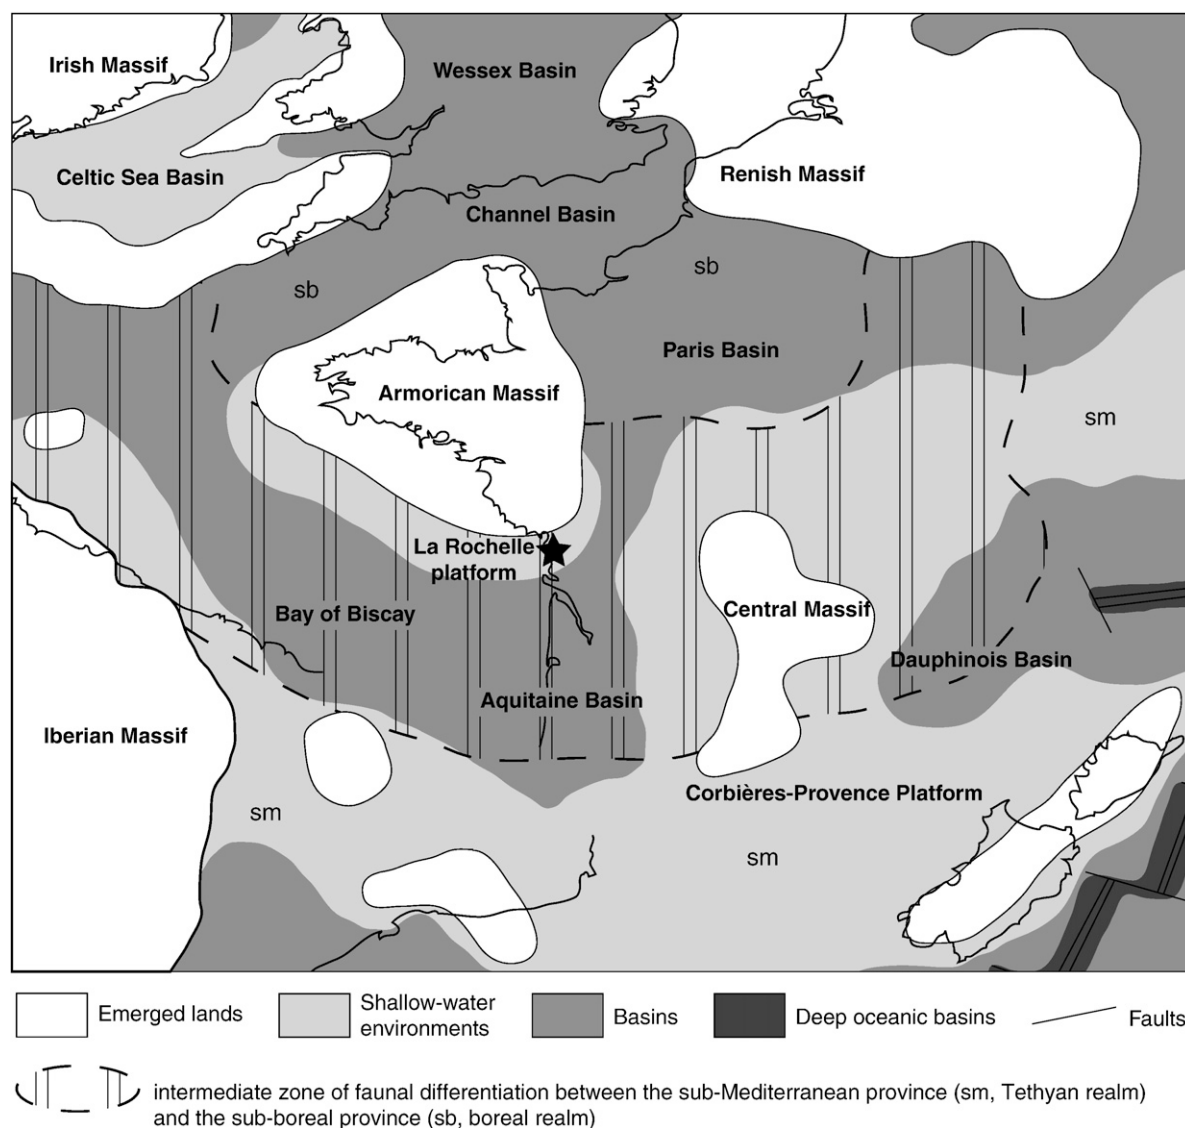 Irish Massif
Wessex Basin
Celtic Sea Basin
Renish Massif
Channel Basin
sb
sb
Paris Basin
Armorican Massif
sm
La Rochelle
platform
Bay of Biscay
Central Massif
Dauphinois Basin
Aquitaine Basin
Iberian Massif
Corbières-Provence Platform
sm
sm
Emerged lands
Shallow-water
environments
Basins
Deep oceanic basins
Faults
intermediate zone of faunal differentiation between the sub-Mediterranean province (sm, Tethyan realm)
and the sub-boreal province (sb, boreal realm)